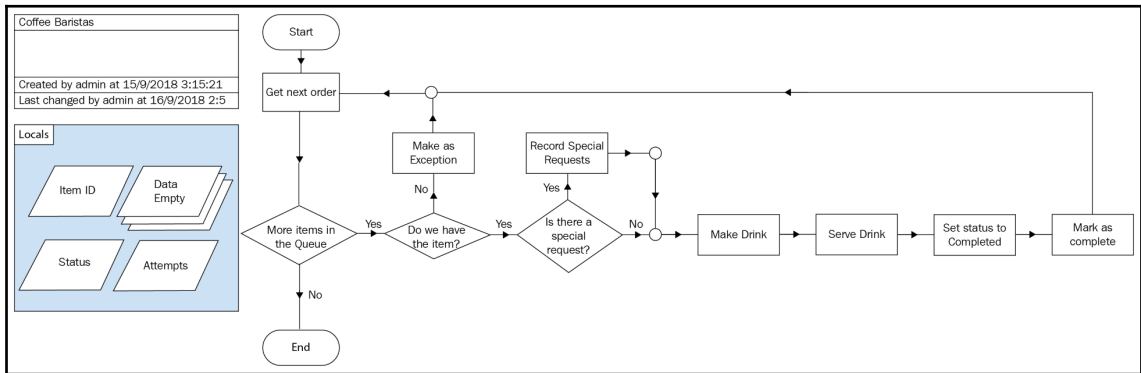 Coffee Baristas
Created by admin at 15/9/2018 3:15:21
Last changed by admin at 16/9/2018 2:5
Locals
Item ID
Data
Empty
Status
Attempts
Start
Get next order
More items in
the Queue
Yes
No
End
Do we have
the item?
No
Make as
Exception
Yes
Is there a
special
request?
Yes
Record Special
Requests
No
Make Drink
Serve Drink
Set status to
Completed
Mark as
complete